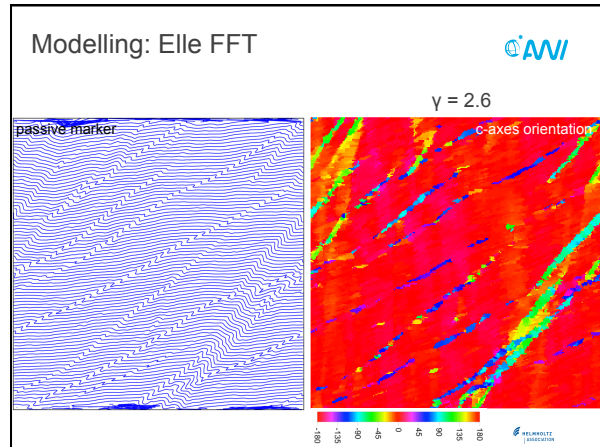 Modelling: Elle FFT
AWI
γ = 2.6
passive marker
c-axes orientation
-180
-135
-90
-45
0
45
90
135
180
HELMHOLTZ
ASSOCIATION